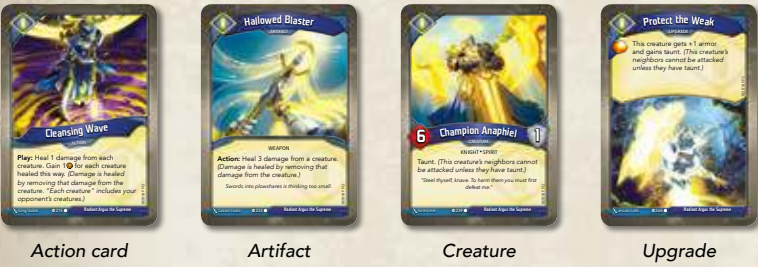 Cleansing Wave
ACTION
Play: Heal 1 damage from each
creature. Gain 1 for each creature
healed this way. (Damage is healed
by removing that damage from the
creature. "Each creature" includes your
opponent's creatures.)
Radiant Argus the Supreme
Action card
Hallowed Blaster
ARTIFACT
WEAPON
Action: Heal 3 damage from a creature.
(Damage is healed by removing that
damage from the creature.)
Swords into plowshares is thinking too small.
Radiant Argus the Supreme
Artifact
6
Champion Anaphiel
1
CREATURE
KNIGHT • SPIRIT
Taunt. (This creature's neighbors cannot
be attacked unless they have taunt.)
"Steel thyself, knave. To harm them you must first
defeat me."
Radiant Argus the Supreme
Creature
Protect the Weak
UPGRADE
This creature gets +1 armor
and gains taunt. (This creature's
neighbors cannot be attacked
unless they have taunt.)
Radiant Argus the Supreme
Upgrade